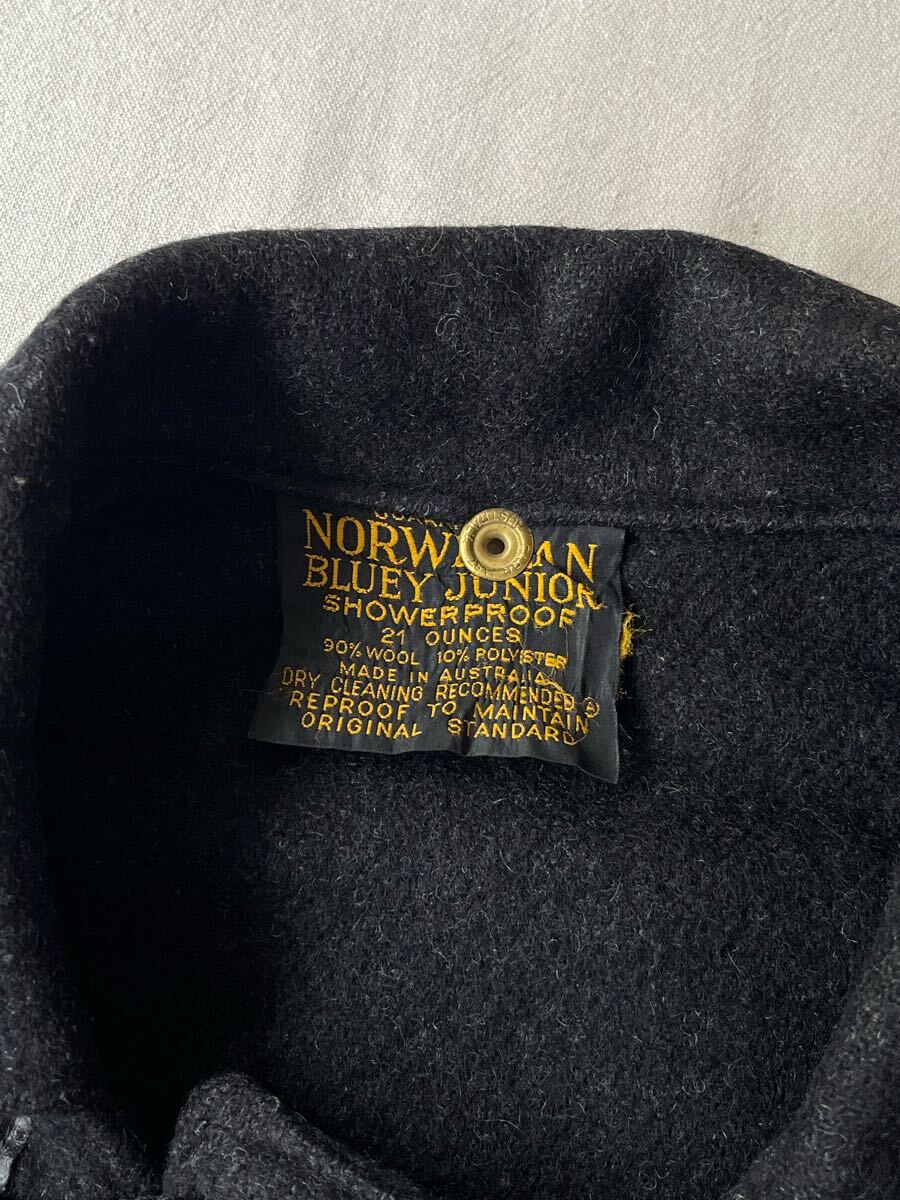 NORWEGIAN
BLUEY JUNIOR
SHOWERPROOF
21 OUNCES
90% WOOL 10% POLYESTER
MADE IN AUSTRALIA
DRY CLEANING RECOMMENDED Ⓐ
REPROOF TO MAINTAIN
ORIGINAL STANDARD